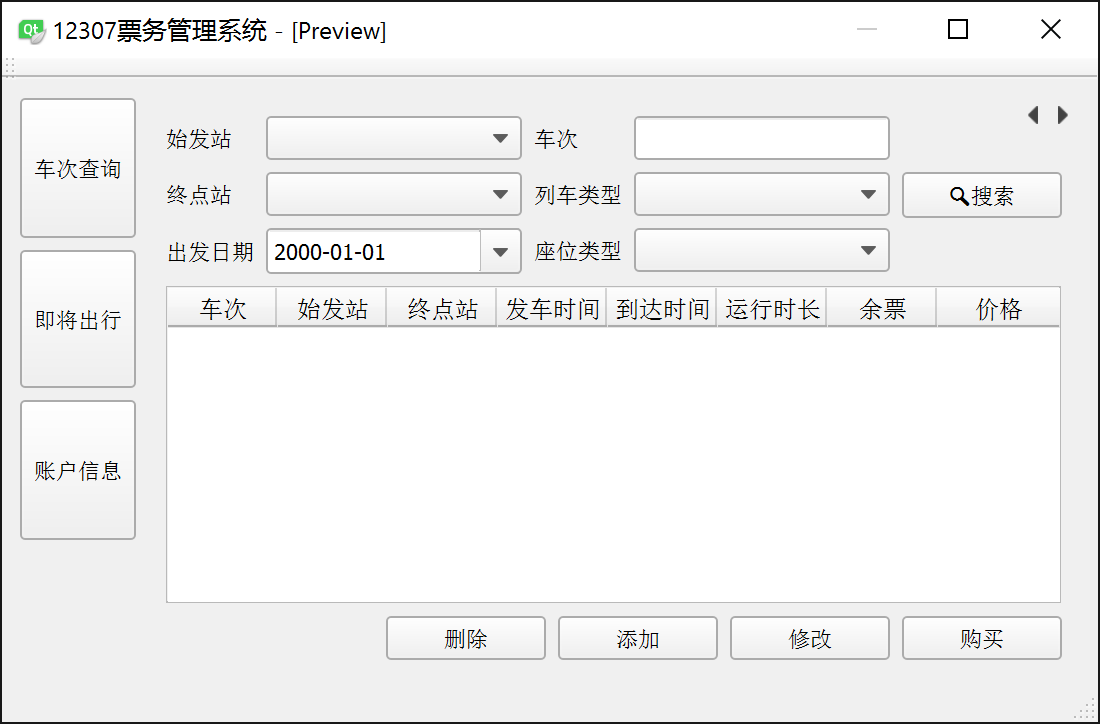 12307票务管理系统 - [Preview]
车次查询
即将出行
账户信息
始发站 车次
终点站 列车类型 搜索
出发日期 2000-01-01 座位类型
车次 始发站 终点站 发车时间 到达时间 运行时长 余票 价格
删除 添加 修改 购买